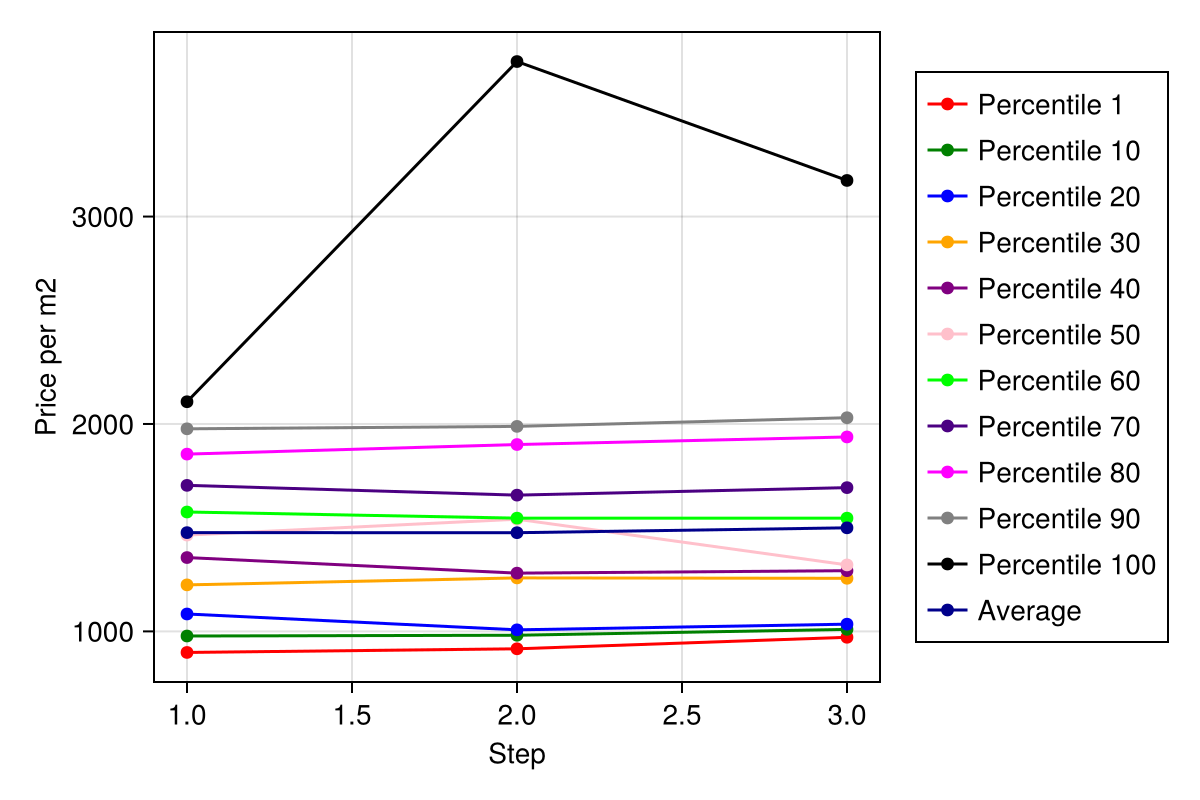 3000
2000
1000
Price per m2
1.0 1.5 2.0 2.5 3.0
Step
Percentile 1
Percentile 10
Percentile 20
Percentile 30
Percentile 40
Percentile 50
Percentile 60
Percentile 70
Percentile 80
Percentile 90
Percentile 100
Average